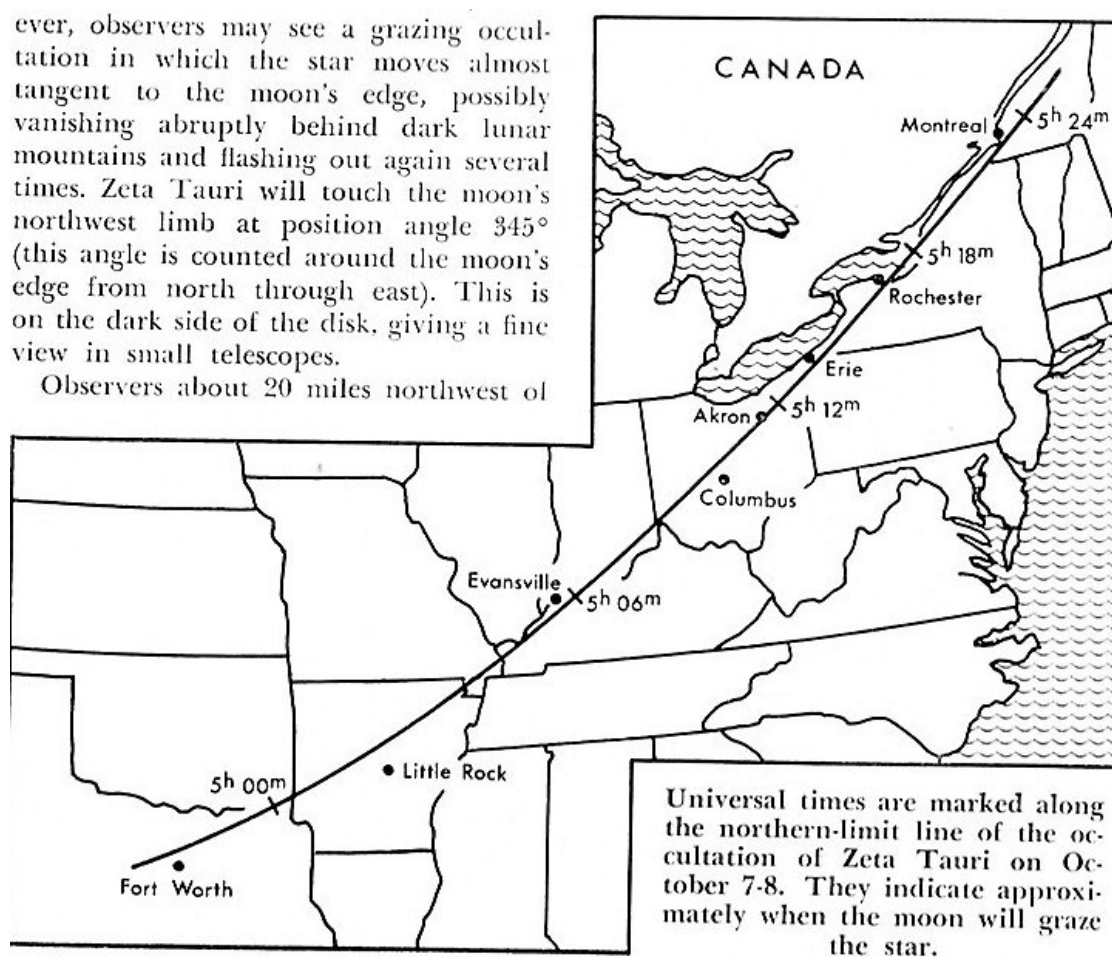 ever, observers may see a grazing occul-
tation in which the star moves almost
tangent to the moon's edge, possibly
vanishing abruptly behind dark lunar
mountains and flashing out again several
times. Zeta Tauri will touch the moon's
northwest limb at position angle 345°
(this angle is counted around the moon's
edge from north through east). This is
on the dark side of the disk, giving a fine
view in small telescopes.
Observers about 20 miles northwest of
CANADA
Montreal
5h 24m
5h 18m
Rochester
Erie
Akron
5h 12m
Columbus
Evansville
5h 06m
5h 00m
Little Rock
Fort Worth
Universal times are marked along
the northern-limit line of the oc-
cultation of Zeta Tauri on Oc-
tober 7-8. They indicate approxi-
mately when the moon will graze
the star.